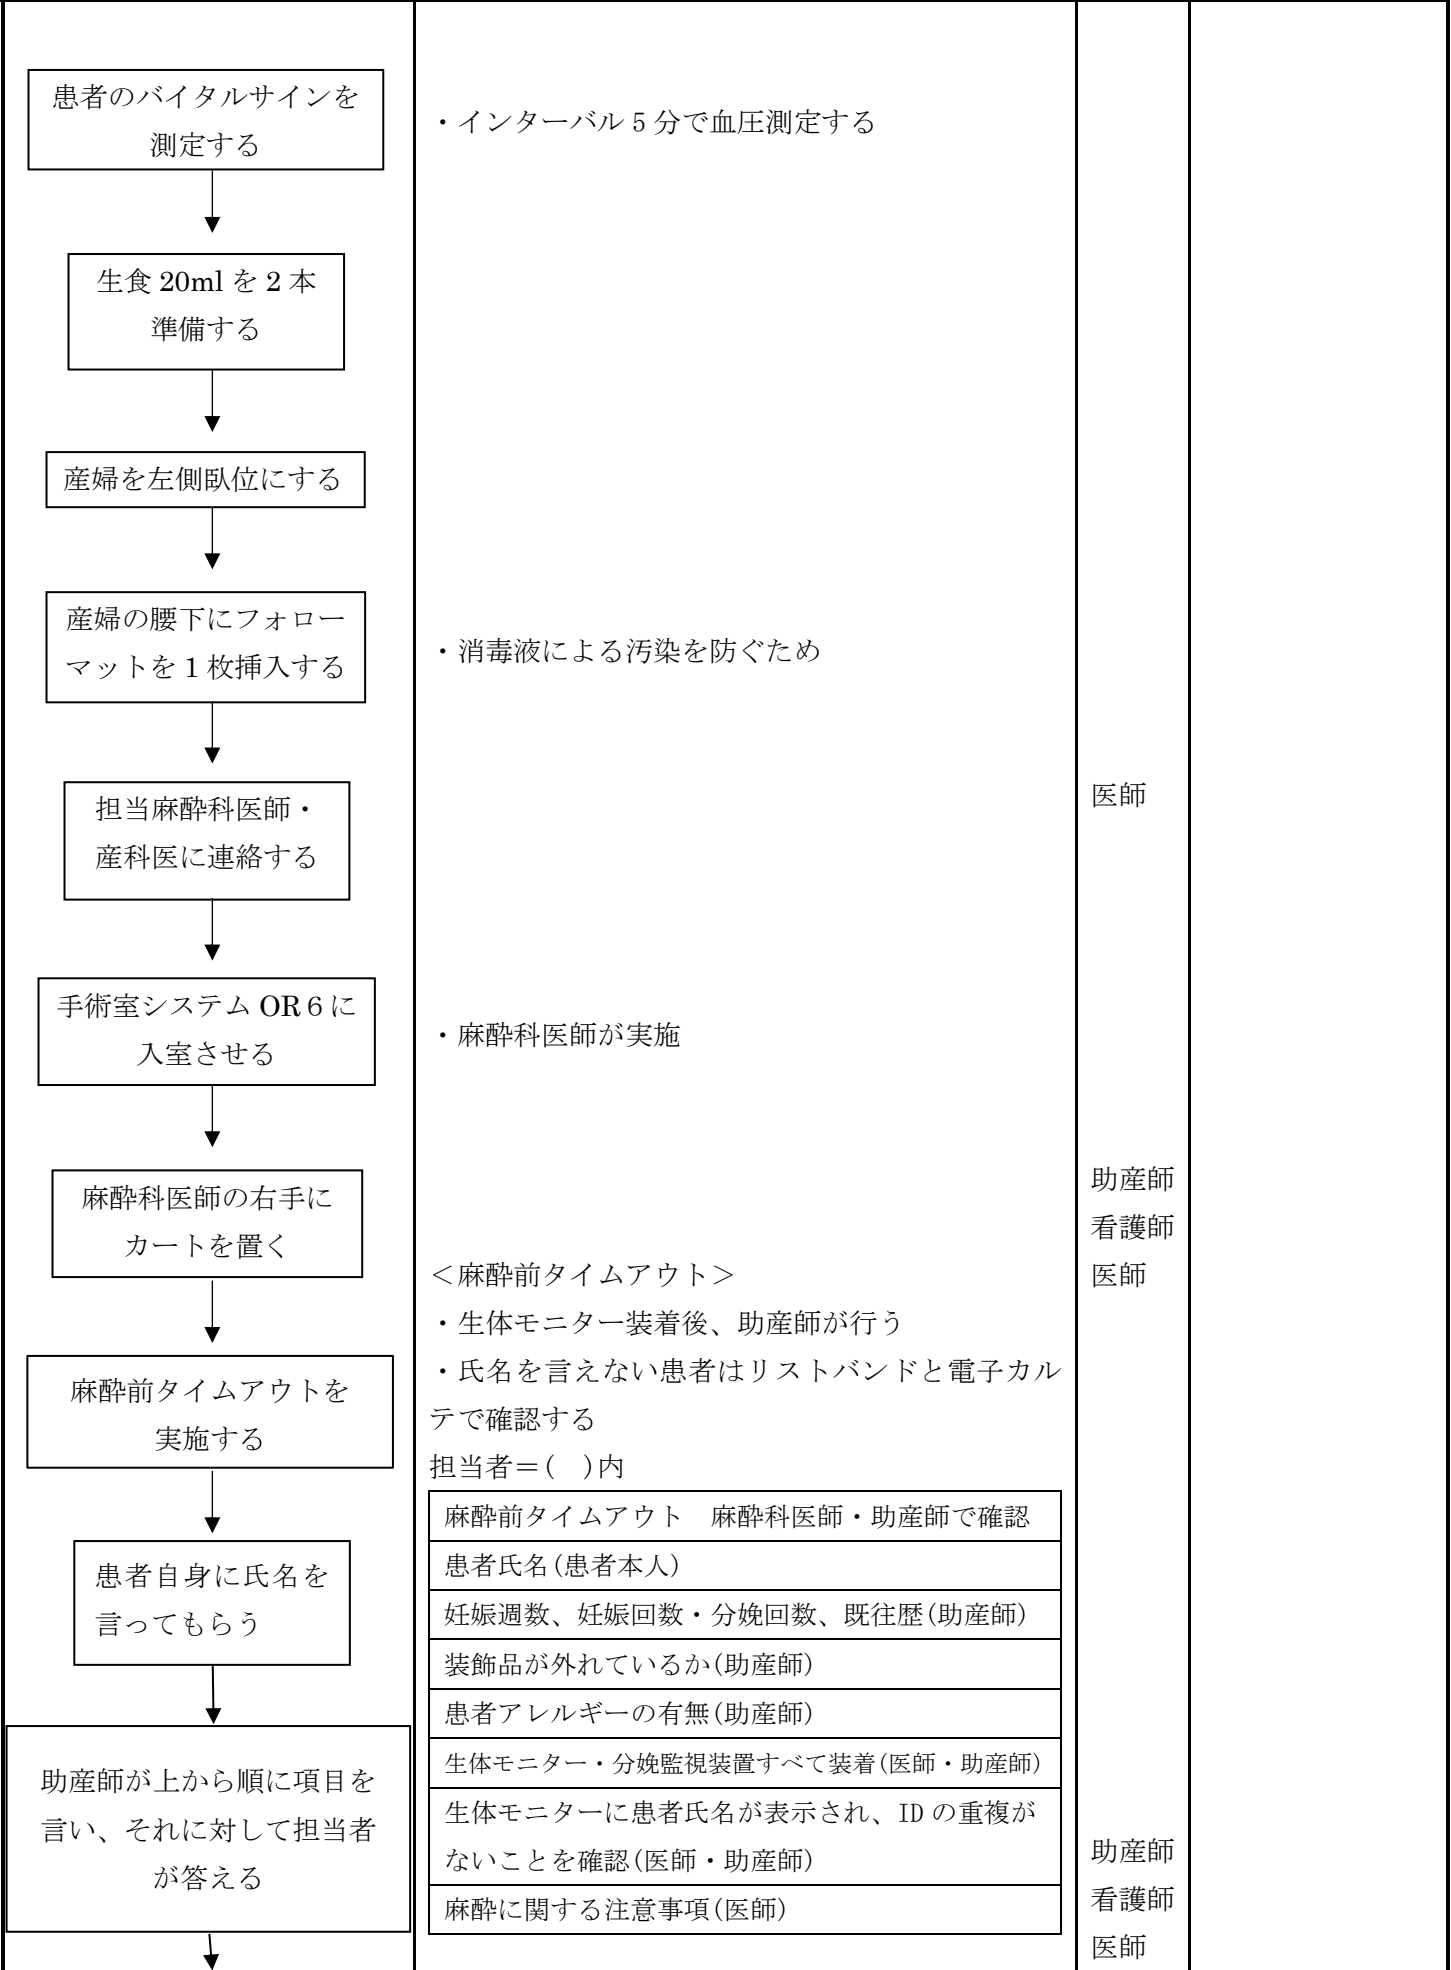 患者のバイタルサインを
測定する
・インターバル 5 分で血圧測定する
生食 20ml を 2 本
準備する
産婦を左側臥位にする
産婦の腰下にフォロー
マットを 1 枚挿入する
・消毒液による汚染を防ぐため
担当麻酔科医師・
産科医に連絡する
医師
手術室システム OR６に
入室させる
・麻酔科医師が実施
麻酔科医師の右手に
カートを置く
助産師
看護師
医師
＜麻酔前タイムアウト＞
・生体モニター装着後、助産師が行う
・氏名を言えない患者はリストバンドと電子カル
テで確認する
担当者＝(　)内
麻酔前タイムアウトを
実施する
患者自身に氏名を
言ってもらう
助産師が上から順に項目を
言い、それに対して担当者
が答える
麻酔前タイムアウト　麻酔科医師・助産師で確認
患者氏名(患者本人)
妊娠週数、妊娠回数・分娩回数、既往歴(助産師)
装飾品が外れているか(助産師)
患者アレルギーの有無(助産師)
生体モニター・分娩監視装置すべて装着(医師・助産師)
生体モニターに患者氏名が表示され、ID の重複が
ないことを確認(医師・助産師)
麻酔に関する注意事項(医師)
助産師
看護師
医師